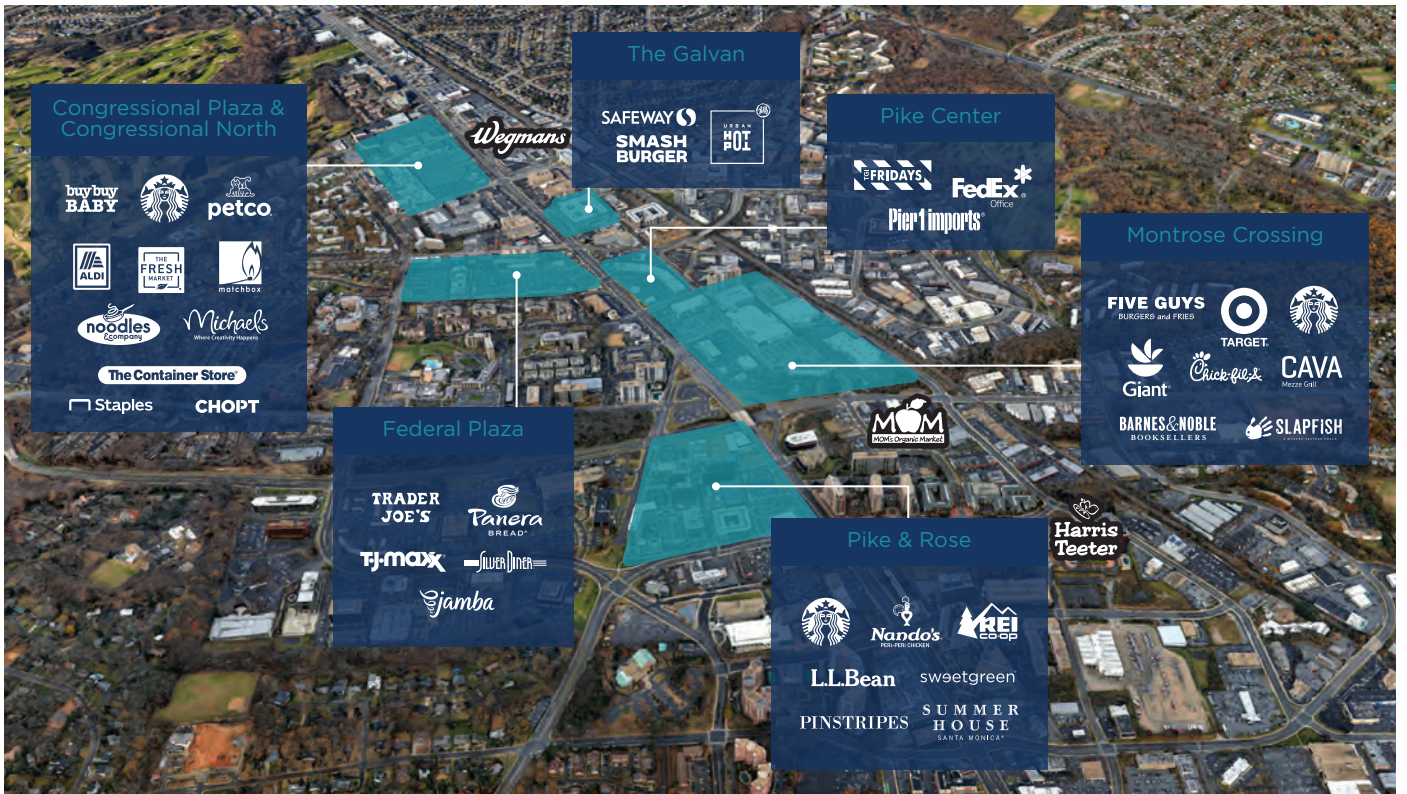 Congressional Plaza &
Congressional North
buybuy
BABY
petco
ALDI
THE
FRESH
MARKET
matchbox
noodles
&company
Michaels
Where Creativity Happens
The Container Store®
Staples
CHOPT
Wegmans
The Galvan
SAFEWAY
SMASH
BURGER
URBAN
HOT
POT
Pike Center
TGI FRIDAYS
FedEx®
Office
Pier 1 imports®
Montrose Crossing
FIVE GUYS
BURGERS and FRIES
TARGET
Giant
Chick-fil-A
CAVA
Mezze Grill
BARNES & NOBLE
BOOKSELLERS
SLAPFISH
MOM
MOM's Organic Market
Federal Plaza
TRADER
JOE'S
Panera
BREAD®
T·J·maxx
SILVER DINER
jamba
Harris
Teeter
Pike & Rose
Nando's
PERI-PERI CHICKEN
REI
CO·OP
L.L.Bean
sweetgreen
PINSTRIPES
SUMMER
HOUSE
SANTA MONICA®